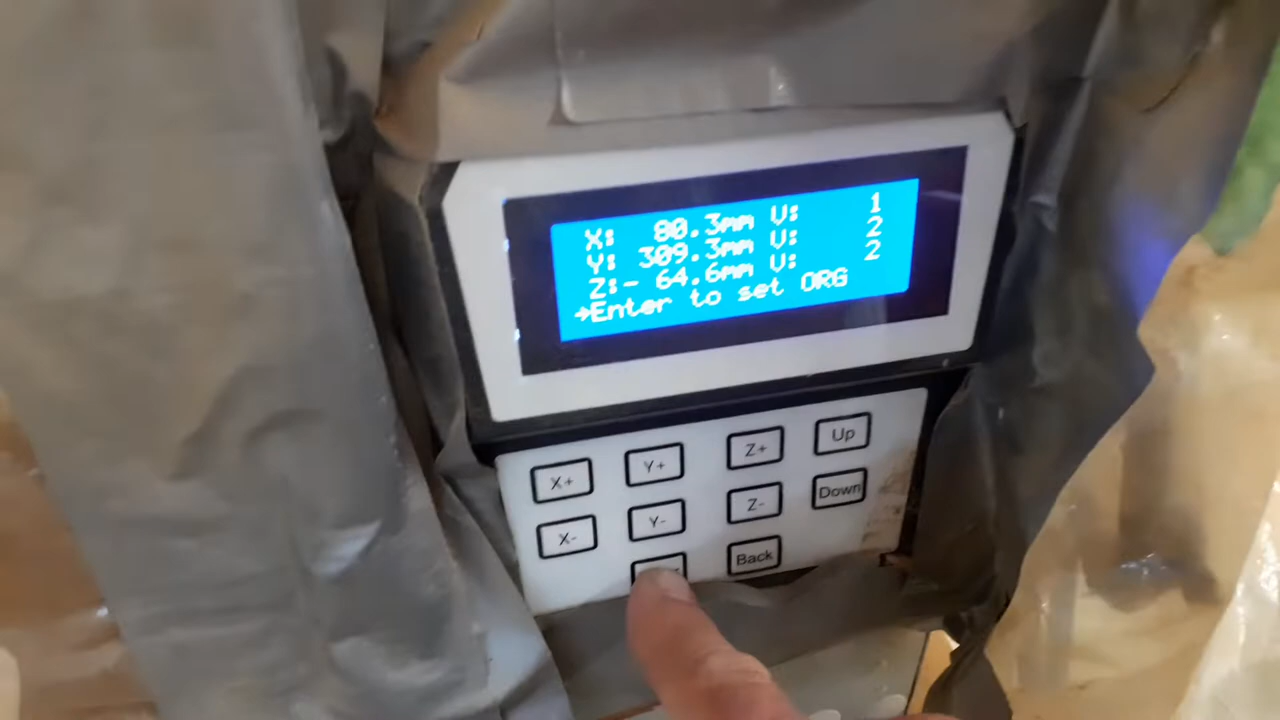 X: 80.3mm V: 1
Y: 309.3mm V: 2
Z:- 64.6mm V: 2
→Enter to set ORG
X+ Y+ Z+ Up
X- Y- Z- Down
Back